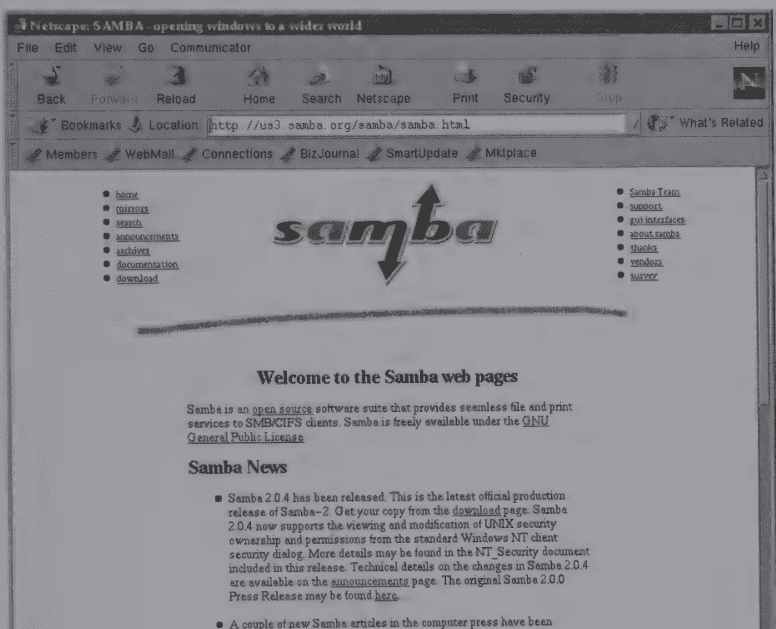 Netscape: SAMBA - opening windows to a wider world
File Edit View Go Communicator Help
Back Forward Reload Home Search Netscape Print Security Stop
My
N
Bookmarks Location: http://us3.samba.org/samba/samba.html What's Related
Members WebMail Connections BizJournal SmartUpdate Mktplace
home
mirrors
search
announcements
archives
documentation
download
samba
Samba Team
support
gui interfaces
about samba
thanks
vendors
survey
Welcome to the Samba web pages
Samba is an open source software suite that provides seamless file and print
services to SMB/CIFS clients. Samba is freely available under the GNU
General Public License
Samba News
Samba 2.0.4 has been released. This is the latest official production
release of Samba-2. Get your copy from the download page. Samba
2.0.4 now supports the viewing and modification of UNIX security
ownership and permissions from the standard Windows NT client
security dialog. More details may be found in the NT_Security document
included in this release. Technical details on the changes in Samba 2.0.4
are available on the announcements page. The original Samba 2.0.0
Press Release may be found here.
A couple of new Samba articles in the computer press have been